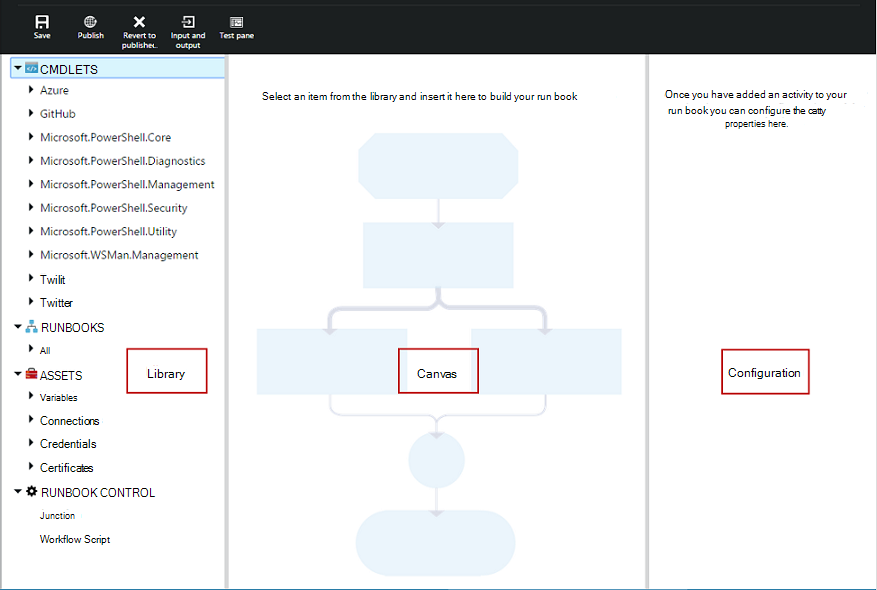 Save
Publish
Revert to
publishe..
Input and
output
Test pane
CMDLETS
Azure
GitHub
Microsoft.PowerShell.Core
Microsoft.PowerShell.Diagnostics
Microsoft.PowerShell.Management
Microsoft.PowerShell.Security
Microsoft.PowerShell.Utility
Microsoft.WSMan.Management
Twilit
Twitter
RUNBOOKS
All
ASSETS
Variables
Connections
Credentials
Certificates
RUNBOOK CONTROL
Junction
Workflow Script
Library
Select an item from the library and insert it here to build your run book
Canvas
Once you have added an activity to your
run book you can configure the catty
properties here.
Configuration